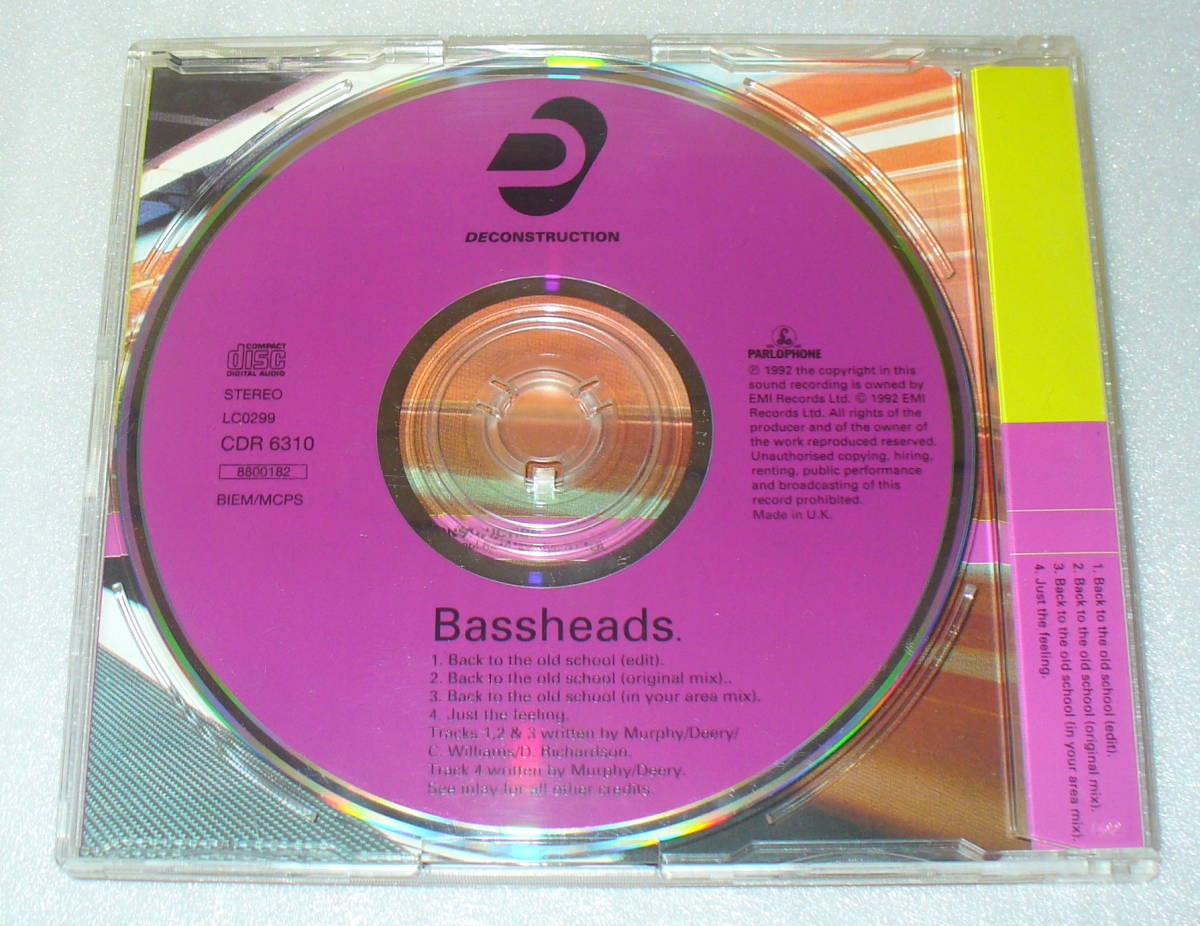 DECONSTRUCTION
COMPACT
disc
DIGITAL AUDIO
STEREO
LC0299
CDR 6310
8800182
BIEM/MCPS
PARLOPHONE
℗ 1992 the copyright in this
sound recording is owned by
EMI Records Ltd. © 1992 EMI
Records Ltd. All rights of the
producer and of the owner of
the work reproduced reserved.
Unauthorised copying, hiring,
renting, public performance
and broadcasting of this
record prohibited.
Made in U.K.
Bassheads.
1. Back to the old school (edit).
2. Back to the old school (original mix)..
3. Back to the old school (in your area mix).
4. Just the feeling.
Tracks 1,2 & 3 written by Murphy/Deery/
C. Williams/D. Richardson.
Track 4 written by Murphy/Deery.
See inlay for all other credits.
1. Back to the old school (edit).
2. Back to the old school (original mix).
3. Back to the old school (in your area mix).
4. Just the feeling.